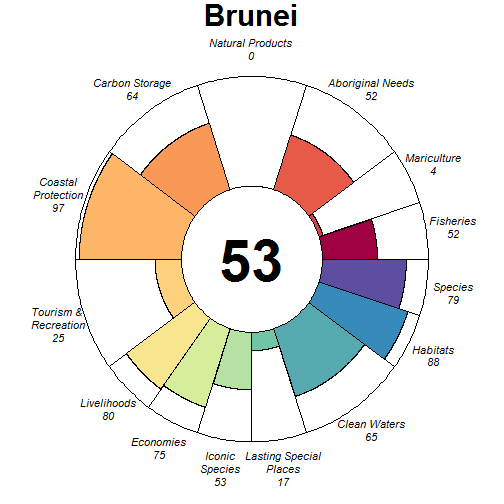 Brunei
Natural Products
0
Aboriginal Needs
52
Mariculture
4
Fisheries
52
Species
79
Habitats
88
Clean Waters
65
Lasting Special
Places
17
Iconic
Species
53
Economies
75
Livelihoods
80
Tourism &
Recreation
25
Coastal
Protection
97
Carbon Storage
64
53